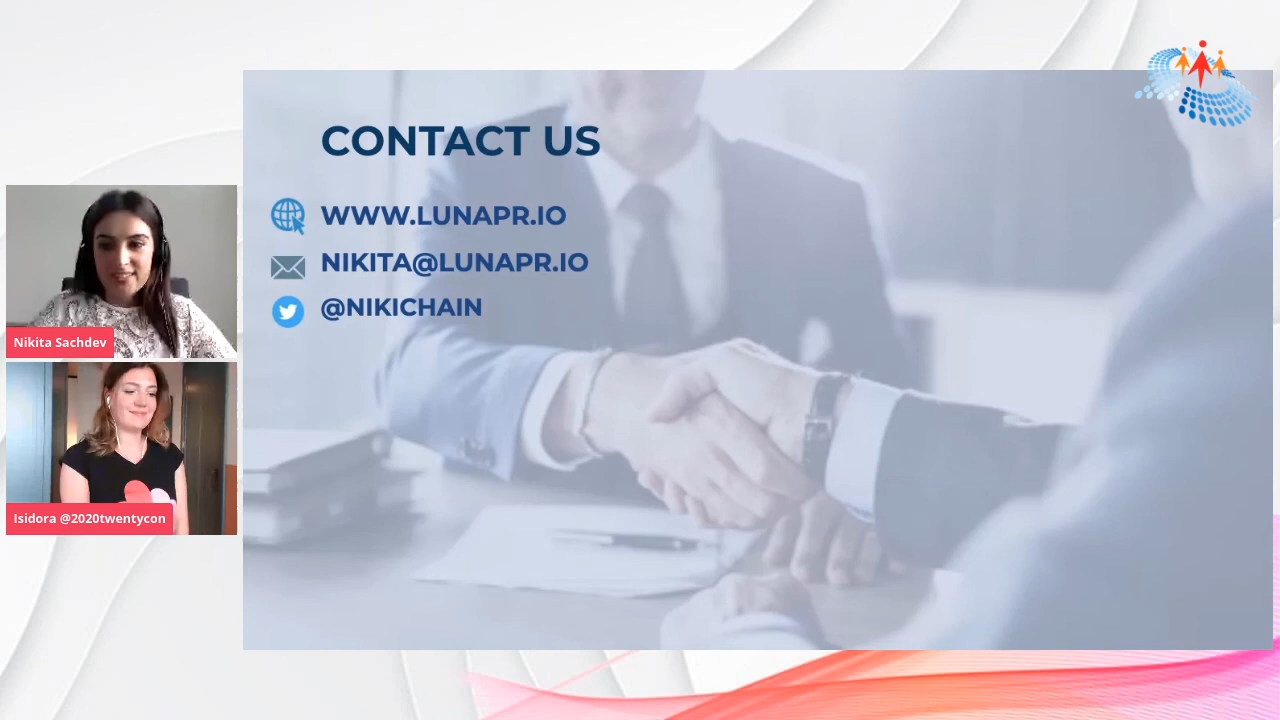 CONTACT US
WWW.LUNAPR.IO
NIKITA@LUNAPR.IO
@NIKICHAIN
Nikita Sachdev
Isidora @2020twentycon